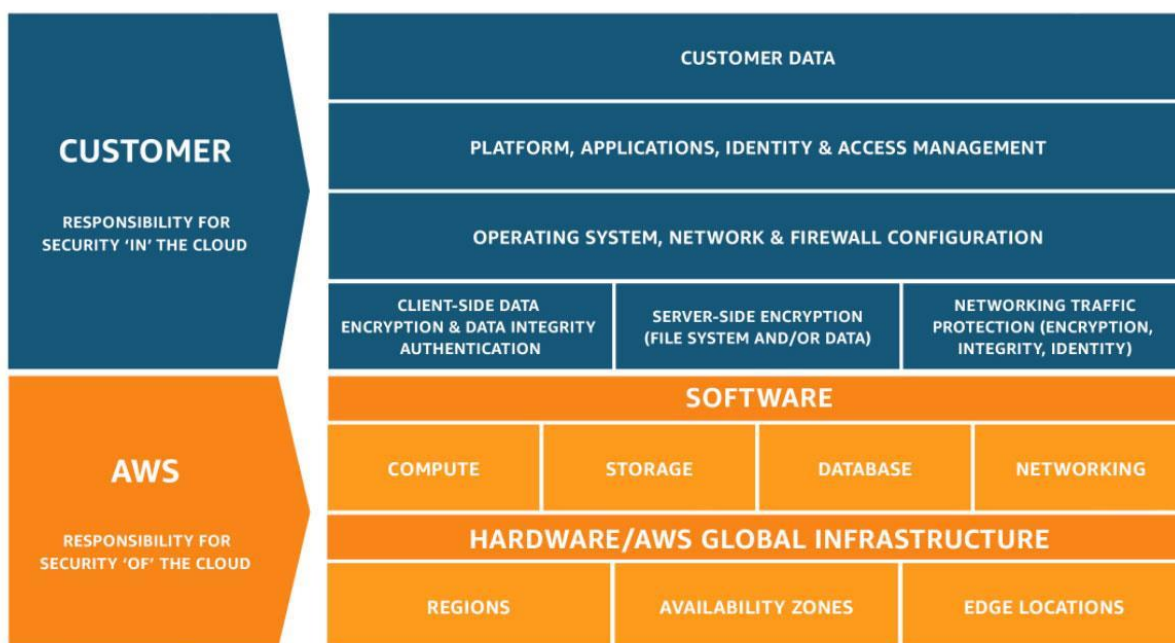 CUSTOMER
RESPONSIBILITY FOR
SECURITY ‘IN’ THE CLOUD
CUSTOMER DATA
PLATFORM, APPLICATIONS, IDENTITY & ACCESS MANAGEMENT
OPERATING SYSTEM, NETWORK & FIREWALL CONFIGURATION
CLIENT-SIDE DATA
ENCRYPTION & DATA INTEGRITY
AUTHENTICATION
SERVER-SIDE ENCRYPTION
(FILE SYSTEM AND/OR DATA)
NETWORKING TRAFFIC
PROTECTION (ENCRYPTION,
INTEGRITY, IDENTITY)
AWS
RESPONSIBILITY FOR
SECURITY ‘OF’ THE CLOUD
SOFTWARE
COMPUTE
STORAGE
DATABASE
NETWORKING
HARDWARE/AWS GLOBAL INFRASTRUCTURE
REGIONS
AVAILABILITY ZONES
EDGE LOCATIONS